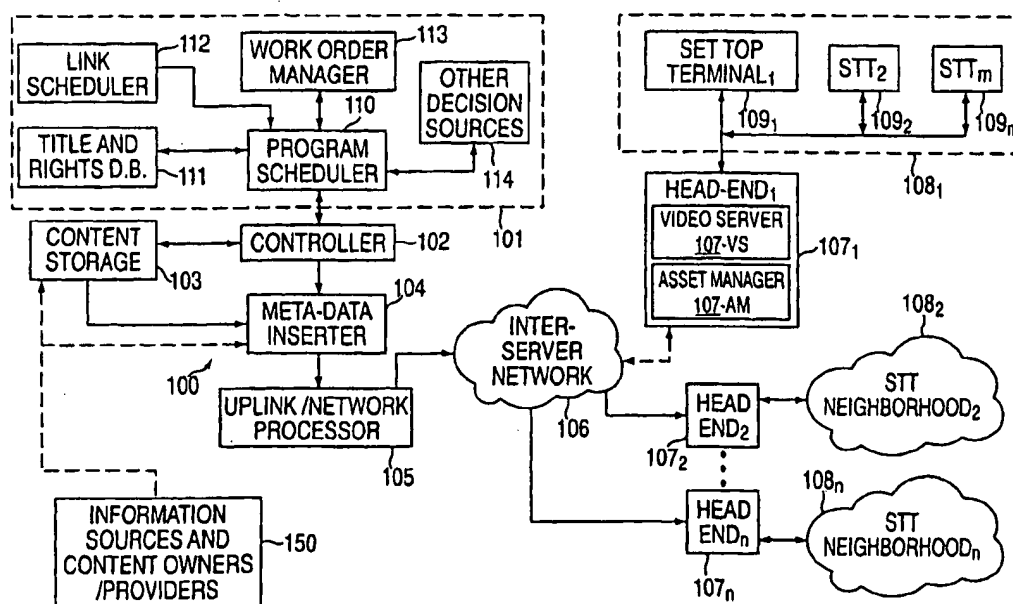 112
LINK
SCHEDULER
WORK ORDER
MANAGER
113
OTHER
DECISION
SOURCES
110
TITLE AND
RIGHTS D.B.
111
PROGRAM
SCHEDULER
114
101
CONTENT
STORAGE
103
CONTROLLER
102
META-DATA
INSERTER
104
100
UPLINK/NETWORK
PROCESSOR
105
INFORMATION
SOURCES AND
CONTENT OWNERS
/PROVIDERS
150
INTER-
SERVER
NETWORK
106
SET TOP
TERMINAL₁
109₁
STT₂
109₂
STTₘ
109ₙ
108₁
HEAD-END₁
VIDEO SERVER
107-VS
ASSET MANAGER
107-AM
107₁
HEAD
END₂
107₂
108₂
STT
NEIGHBORHOOD₂
HEAD
ENDₙ
107ₙ
108ₙ
STT
NEIGHBORHOODₙ